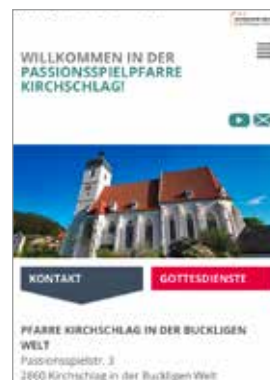 WILLKOMMEN IN DER
PASSIONSSPIELPFARRE
KIRCHSCHLAG!
KONTAKT
GOTTESDIENSTE
PFARRE KIRCHSCHLAG IN DER BUCKLIGEN
WELT
Passionsspielstr. 3
2860 Kirchschlag in der Buckligen Welt